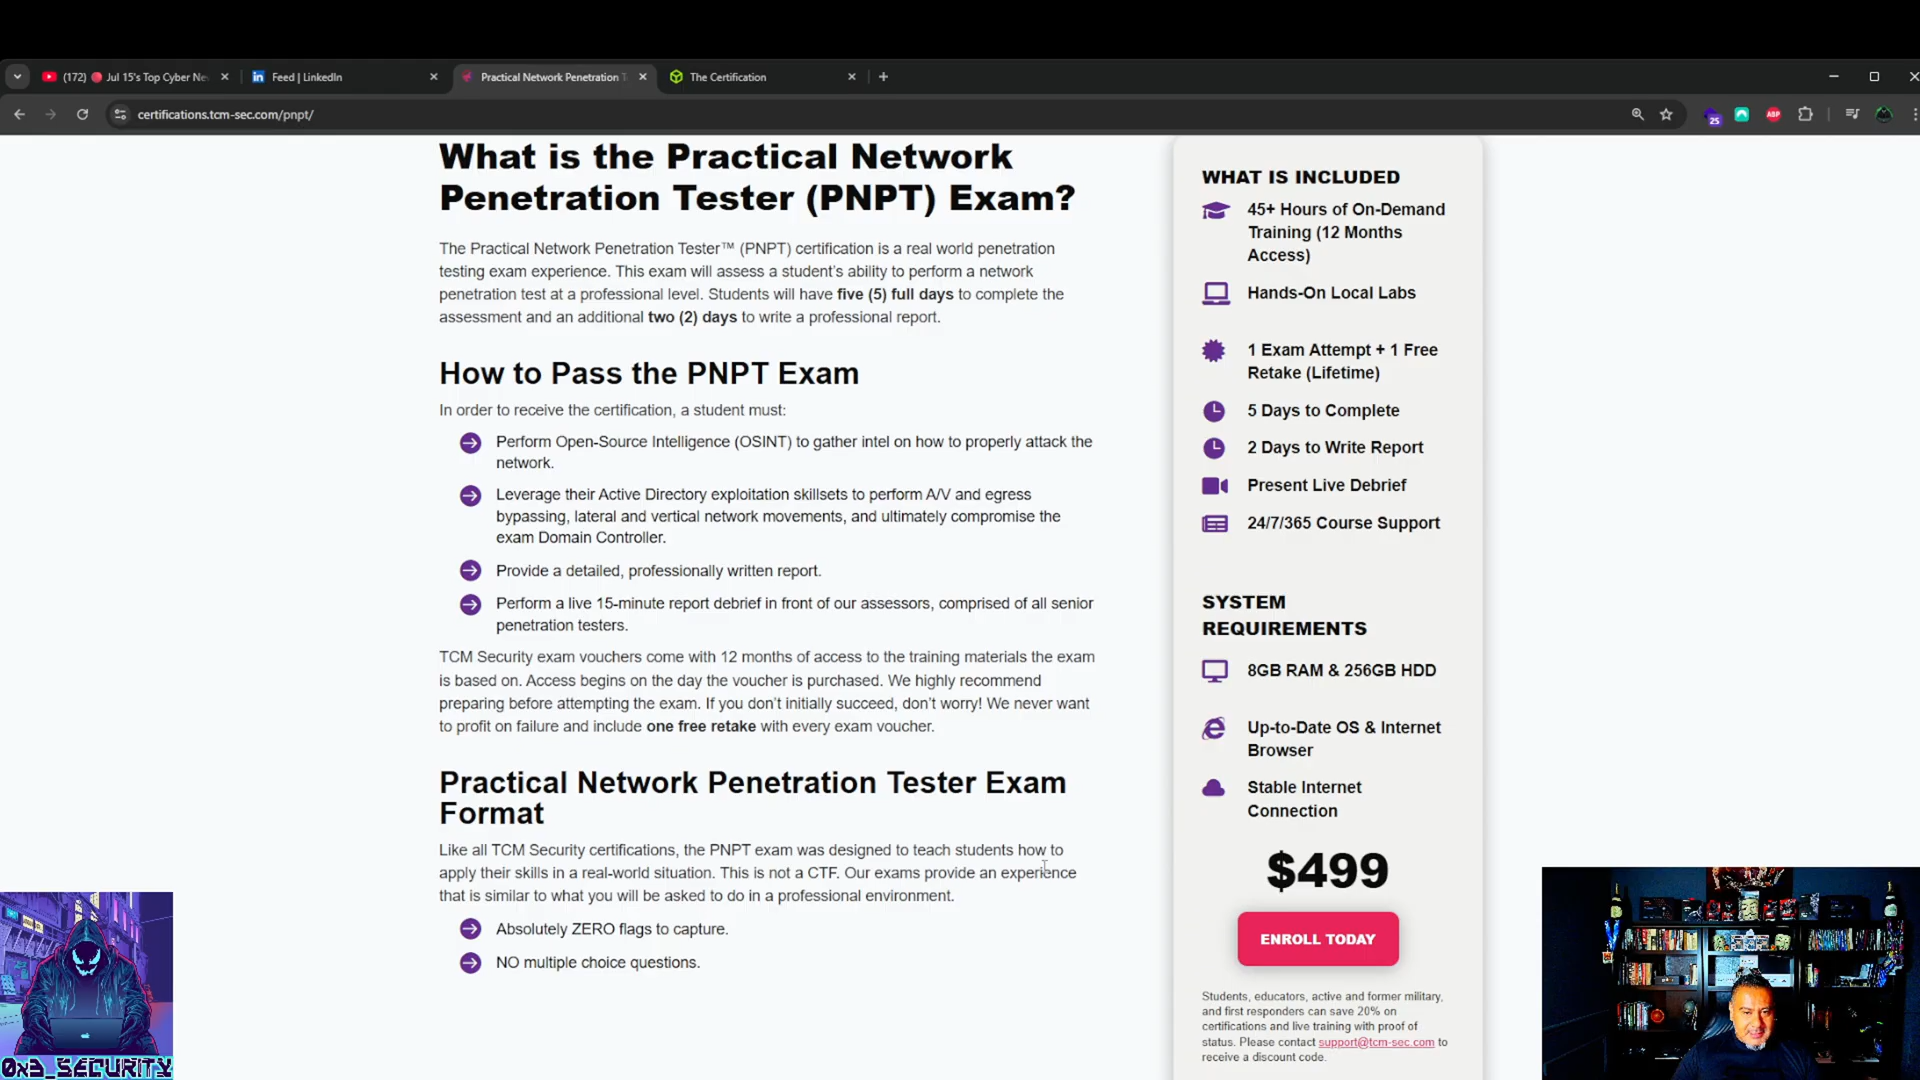 (172) 🔴 Jul 15's Top Cyber Ne
Feed | LinkedIn
Practical Network Penetration T
The Certification
certifications.tcm-sec.com/pnpt/
25
ABP
What is the Practical Network
Penetration Tester (PNPT) Exam?
The Practical Network Penetration Tester™ (PNPT) certification is a real world penetration
testing exam experience. This exam will assess a student's ability to perform a network
penetration test at a professional level. Students will have five (5) full days to complete the
assessment and an additional two (2) days to write a professional report.
How to Pass the PNPT Exam
In order to receive the certification, a student must:
Perform Open-Source Intelligence (OSINT) to gather intel on how to properly attack the
network.
Leverage their Active Directory exploitation skillsets to perform A/V and egress
bypassing, lateral and vertical network movements, and ultimately compromise the
exam Domain Controller.
Provide a detailed, professionally written report.
Perform a live 15-minute report debrief in front of our assessors, comprised of all senior
penetration testers.
TCM Security exam vouchers come with 12 months of access to the training materials the exam
is based on. Access begins on the day the voucher is purchased. We highly recommend
preparing before attempting the exam. If you don't initially succeed, don't worry! We never want
to profit on failure and include one free retake with every exam voucher.
Practical Network Penetration Tester Exam
Format
Like all TCM Security certifications, the PNPT exam was designed to teach students how to
apply their skills in a real-world situation. This is not a CTF. Our exams provide an experience
that is similar to what you will be asked to do in a professional environment.
Absolutely ZERO flags to capture.
NO multiple choice questions.
WHAT IS INCLUDED
45+ Hours of On-Demand
Training (12 Months
Access)
Hands-On Local Labs
1 Exam Attempt + 1 Free
Retake (Lifetime)
5 Days to Complete
2 Days to Write Report
Present Live Debrief
24/7/365 Course Support
SYSTEM
REQUIREMENTS
8GB RAM & 256GB HDD
Up-to-Date OS & Internet
Browser
Stable Internet
Connection
$499
ENROLL TODAY
Students, educators, active and former military,
and first responders can save 20% on
certifications and live training with proof of
status. Please contact support@tcm-sec.com to
receive a discount code.
0x3_SECURITY